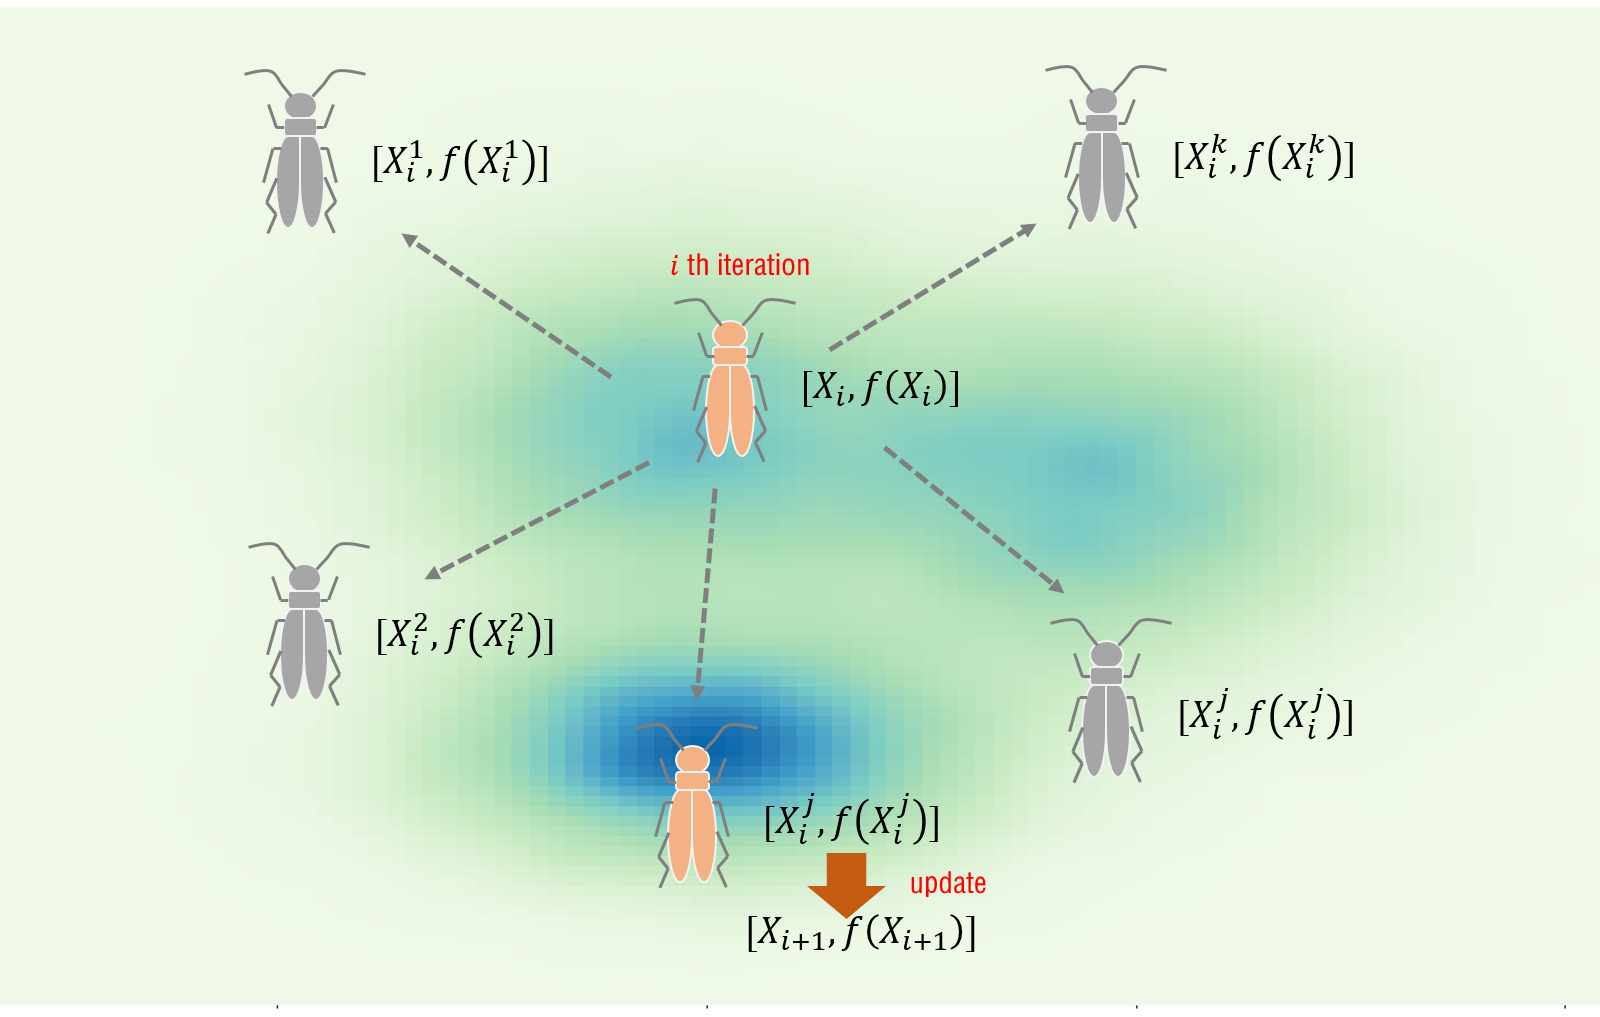 [X_i^1, f(X_i^1)]
[X_i^k, f(X_i^k)]
i th iteration
[X_i, f(X_i)]
[X_i^2, f(X_i^2)]
[X_i^j, f(X_i^j)]
[X_i^j, f(X_i^j)]
update
[X_{i+1}, f(X_{i+1})]